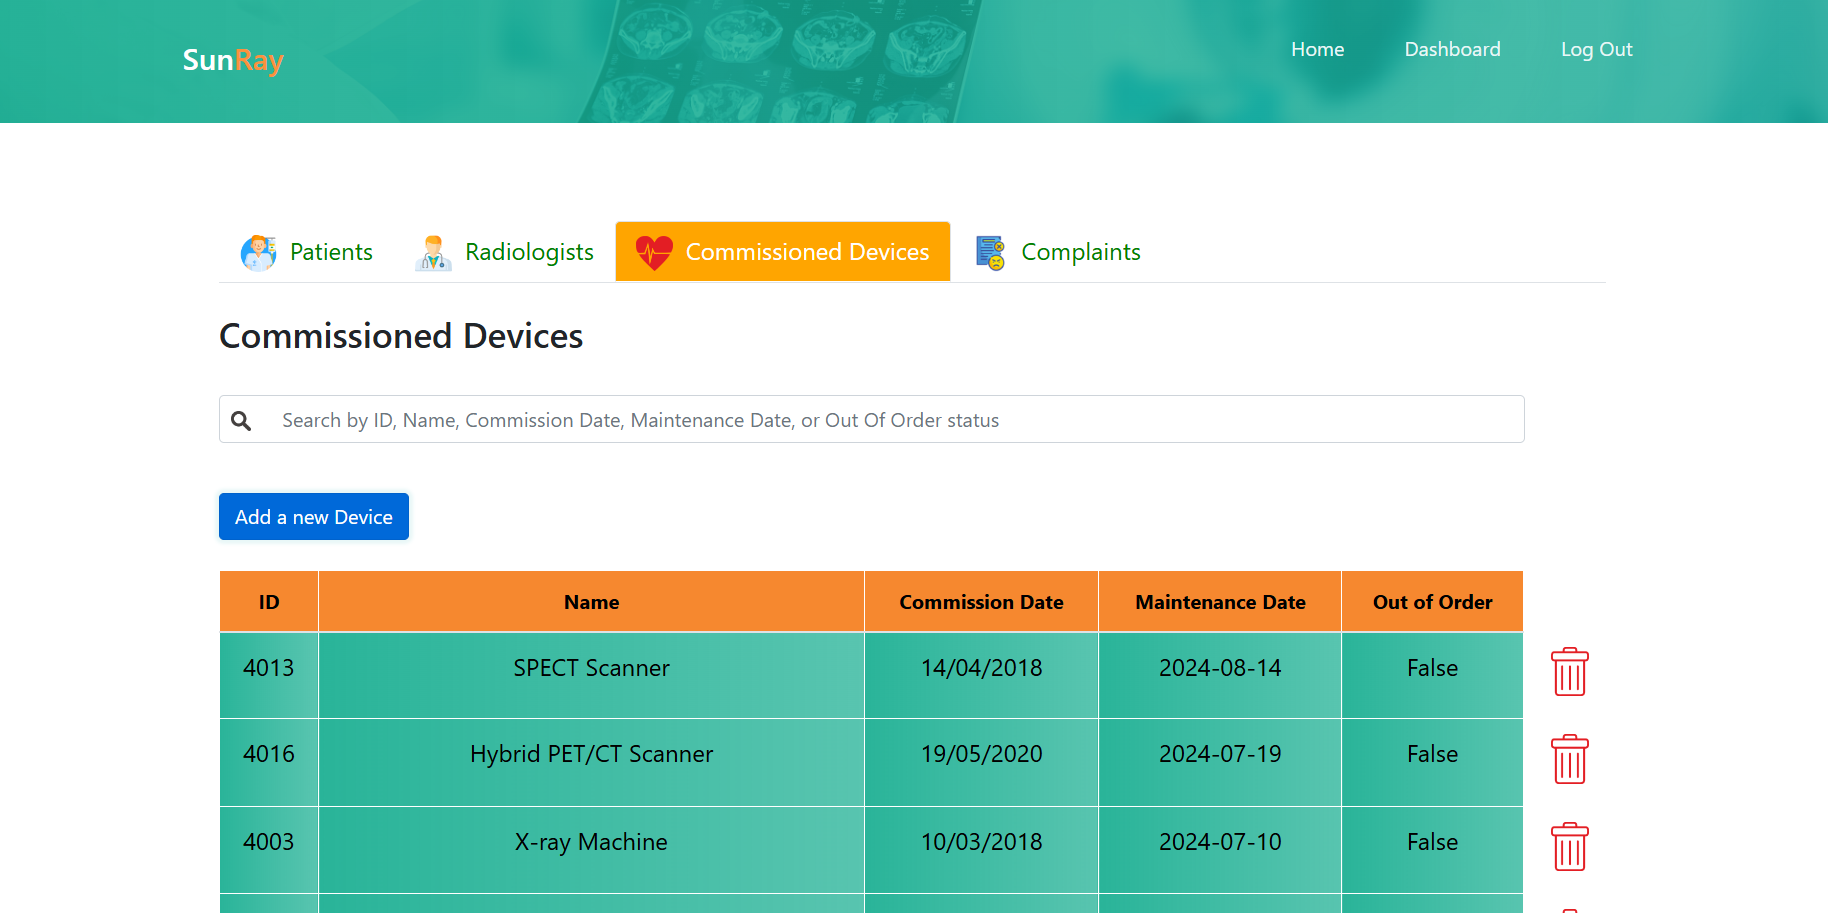 SunRay
Home Dashboard Log Out
Patients Radiologists Commissioned Devices Complaints
Commissioned Devices
Search by ID, Name, Commission Date, Maintenance Date, or Out Of Order status
Add a new Device
ID Name Commission Date Maintenance Date Out of Order
4013 SPECT Scanner 14/04/2018 2024-08-14 False
4016 Hybrid PET/CT Scanner 19/05/2020 2024-07-19 False
4003 X-ray Machine 10/03/2018 2024-07-10 False